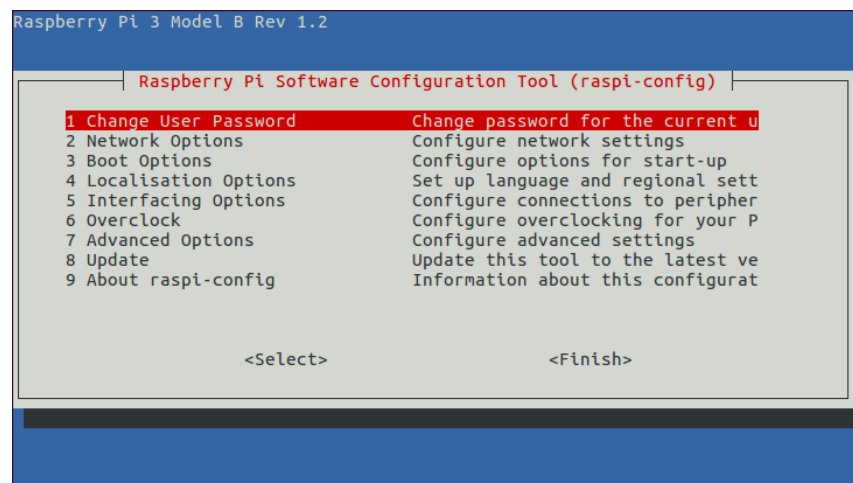 Raspberry Pi 3 Model B Rev 1.2
Raspberry Pi Software Configuration Tool (raspi-config)
1 Change User Password Change password for the current u
2 Network Options Configure network settings
3 Boot Options Configure options for start-up
4 Localisation Options Set up language and regional sett
5 Interfacing Options Configure connections to peripher
6 Overclock Configure overclocking for your P
7 Advanced Options Configure advanced settings
8 Update Update this tool to the latest ve
9 About raspi-config Information about this configurat
<Select> <Finish>